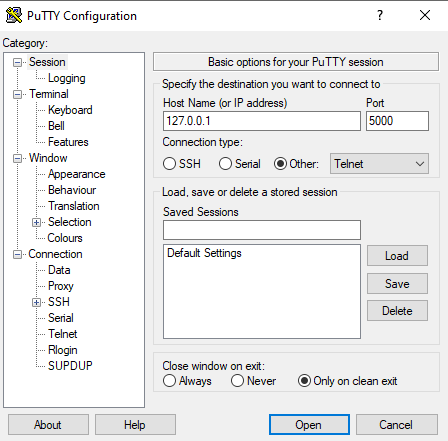 PuTTY Configuration
?
Category:
Session
Logging
Terminal
Keyboard
Bell
Features
Window
Appearance
Behaviour
Translation
Selection
Colours
Connection
Data
Proxy
SSH
Serial
Telnet
Rlogin
SUPDUP
Basic options for your PuTTY session
Specify the destination you want to connect to
Host Name (or IP address) Port
127.0.0.1 5000
Connection type:
SSH Serial Other: Telnet
Load, save or delete a stored session
Saved Sessions
Default Settings
Load
Save
Delete
Close window on exit:
Always Never Only on clean exit
About Help Open Cancel